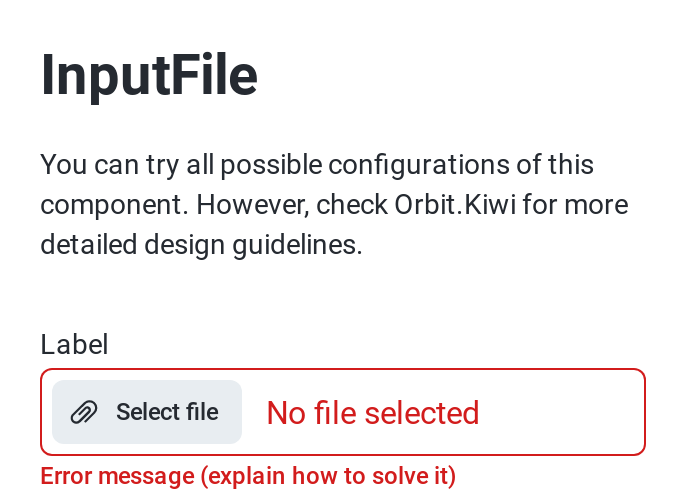 InputFile
You can try all possible configurations of this
component. However, check Orbit.Kiwi for more
detailed design guidelines.
Label
Select file
No file selected
Error message (explain how to solve it)